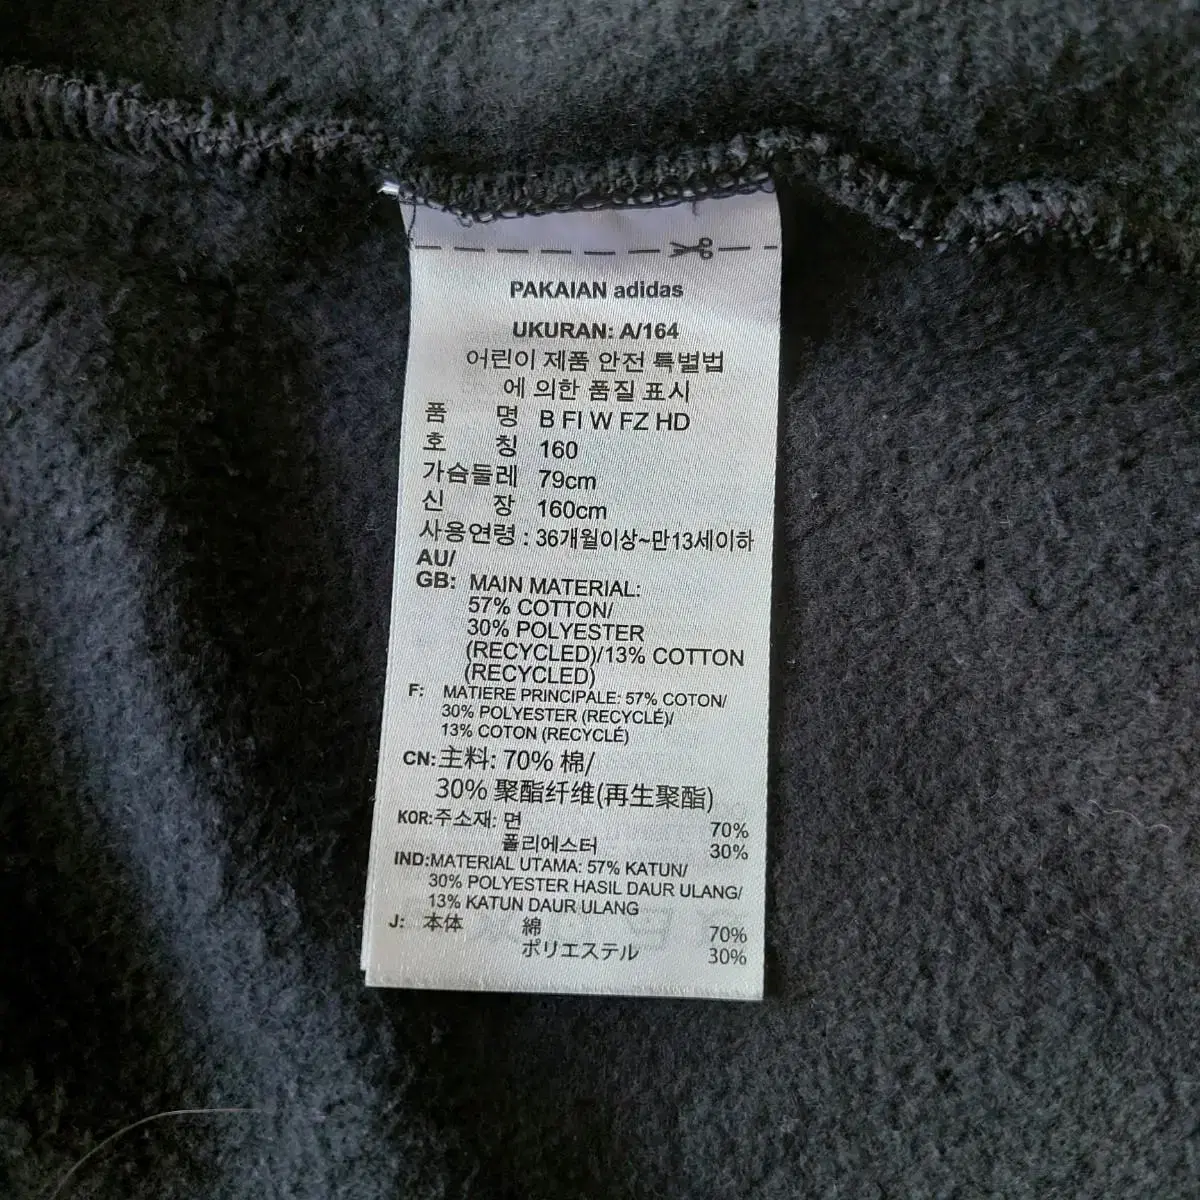 PAKAIAN adidas
UKURAN: A/164
어린이 제품 안전 특별법
에 의한 품질 표시
품 명 B FI W FZ HD
호 칭 160
가슴둘레 79cm
신 장 160cm
사용연령 : 36개월이상~만13세이하
AU/
GB: MAIN MATERIAL:
57% COTTON/
30% POLYESTER
(RECYCLED)/13% COTTON
(RECYCLED)
F: MATIERE PRINCIPALE: 57% COTON/
30% POLYESTER (RECYCLÉ)/
13% COTON (RECYCLÉ)
CN: 主料: 70% 棉/
30% 聚酯纤维(再生聚酯)
KOR: 주소재: 면 70%
폴리에스터 30%
IND: MATERIAL UTAMA: 57% KATUN/
30% POLYESTER HASIL DAUR ULANG/
13% KATUN DAUR ULANG
J: 本体 綿 70%
ポリエステル 30%